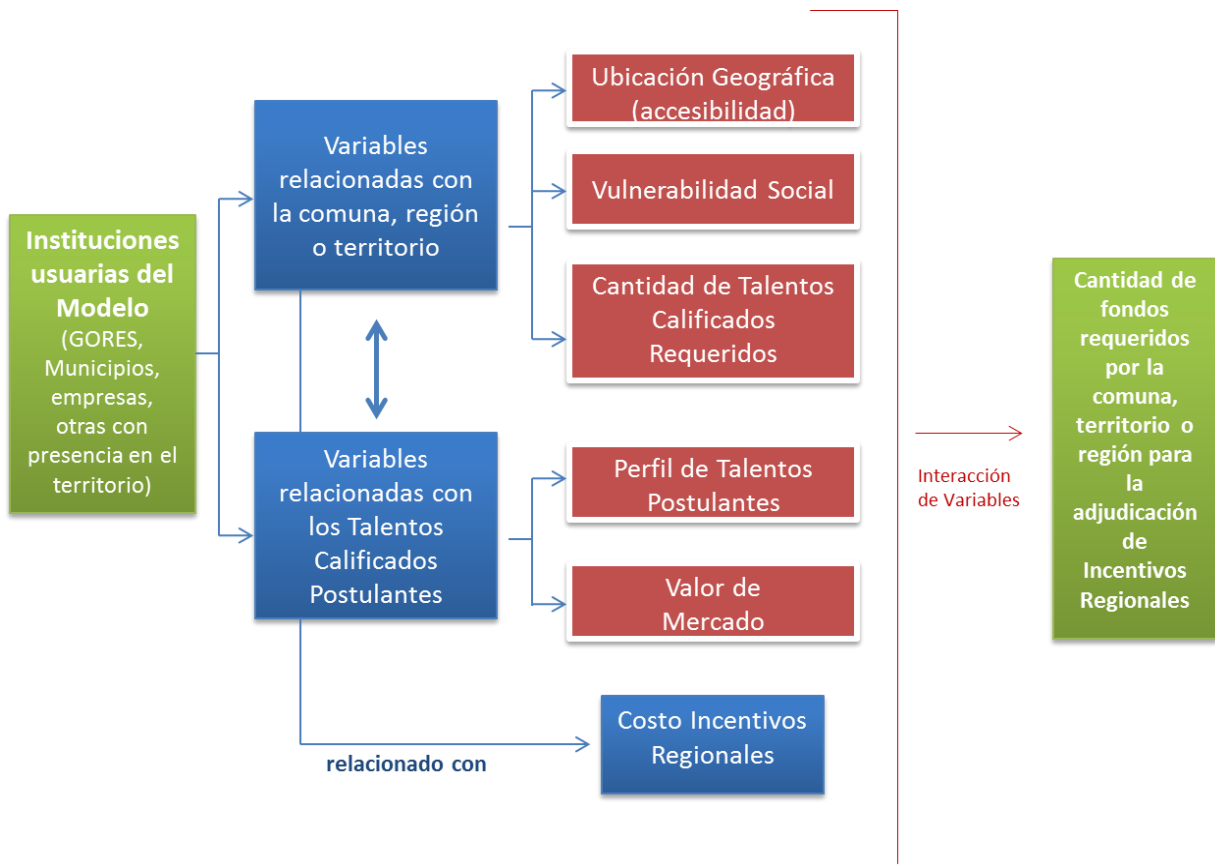 Instituciones
usuarias del
Modelo
(GORES,
Municipios,
empresas,
otras con
presencia en el
territorio)
Variables
relacionadas con
la comuna, región
o territorio
Variables
relacionadas con
los Talentos
Calificados
Postulantes
Ubicación Geográfica
(accesibilidad)
Vulnerabilidad Social
Cantidad de Talentos
Calificados
Requeridos
Perfil de Talentos
Postulantes
Valor de
Mercado
relacionado con
Costo Incentivos
Regionales
Interacción
de Variables
Cantidad de
fondos
requeridos
por la
comuna,
territorio o
región para
la
adjudicación
de
Incentivos
Regionales